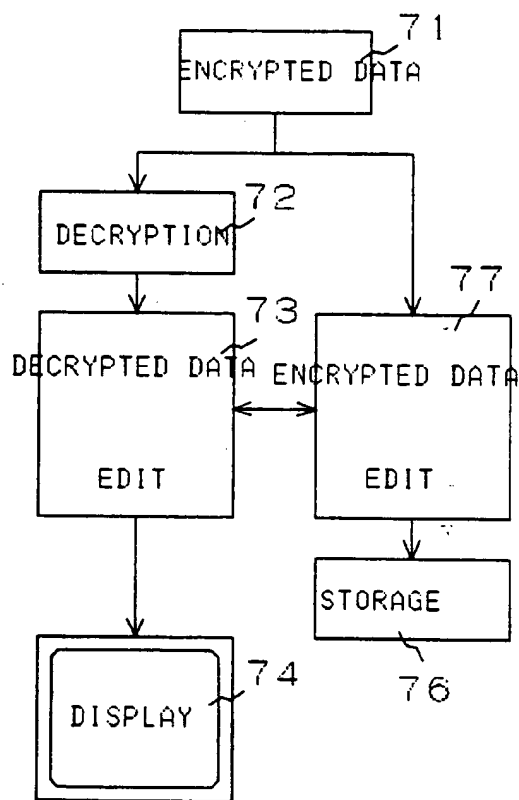 71
ENCRYPTED DATA
72
DECRYPTION
77
73
DECRYPTED DATA
ENCRYPTED DATA
EDIT
EDIT
STORAGE
76
74
DISPLAY